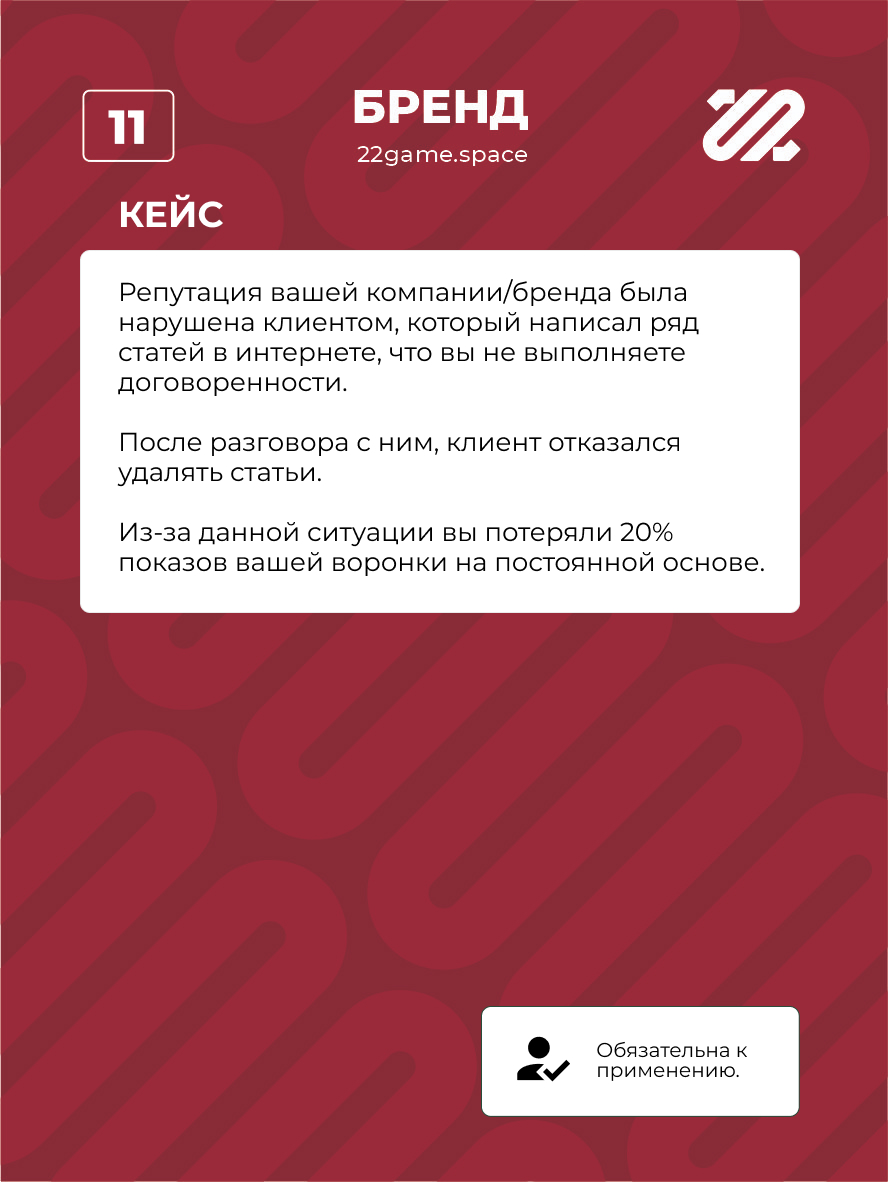 11
БРЕНД
22game.space
КЕЙС
Репутация вашей компании/бренда была
нарушена клиентом, который написал ряд
статей в интернете, что вы не выполняете
договоренности.
После разговора с ним, клиент отказался
удалять статьи.
Из-за данной ситуации вы потеряли 20%
показов вашей воронки на постоянной основе.
Обязательна к
применению.